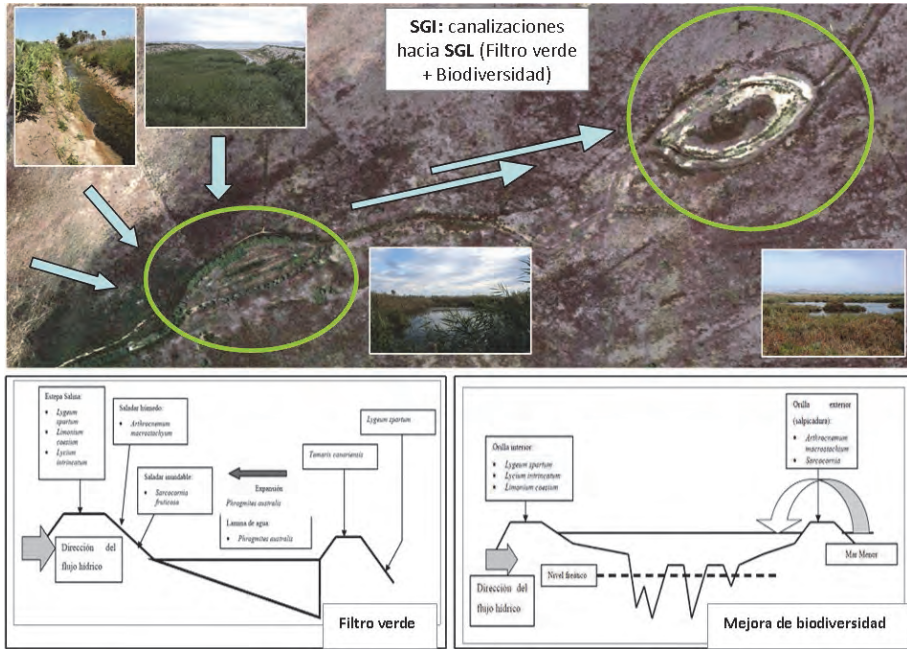 SGI: canalizaciones
hacia SGL (Filtro verde
+ Biodiversidad)
Estepa Salina:
• Lygeum
spartum
• Limonium
caesium
• Lycium
intrincatum
Saladar húmedo:
• Arthrocnemum
macrostachyum
Saladar inundable:
• Sarcocornia
fruticosa
Expansión
Phragmites australis
Lamina de agua:
• Phragmites australis
Tamarix canariensis
Lygeum spartum
Dirección del
flujo hídrico
Filtro verde
Orilla interior:
• Lygeum spartum
• Lycium intrincatum
• Limonium caesium
Orilla exterior
(salpicadura):
• Arthrocnemum
macrostachyum
• Sarcocornia
Mar Menor
Nivel freático
Dirección del
flujo hídrico
Mejora de biodiversidad